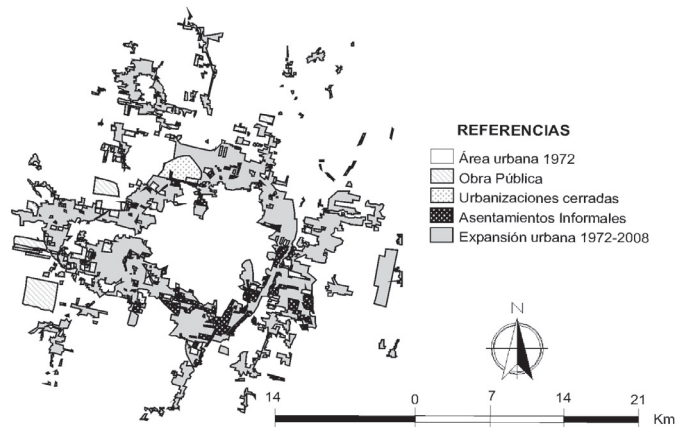 REFERENCIAS
Área urbana 1972
Obra Pública
Urbanizaciones cerradas
Asentamientos Informales
Expansión urbana 1972-2008
N
14 0 7 14 21
Km